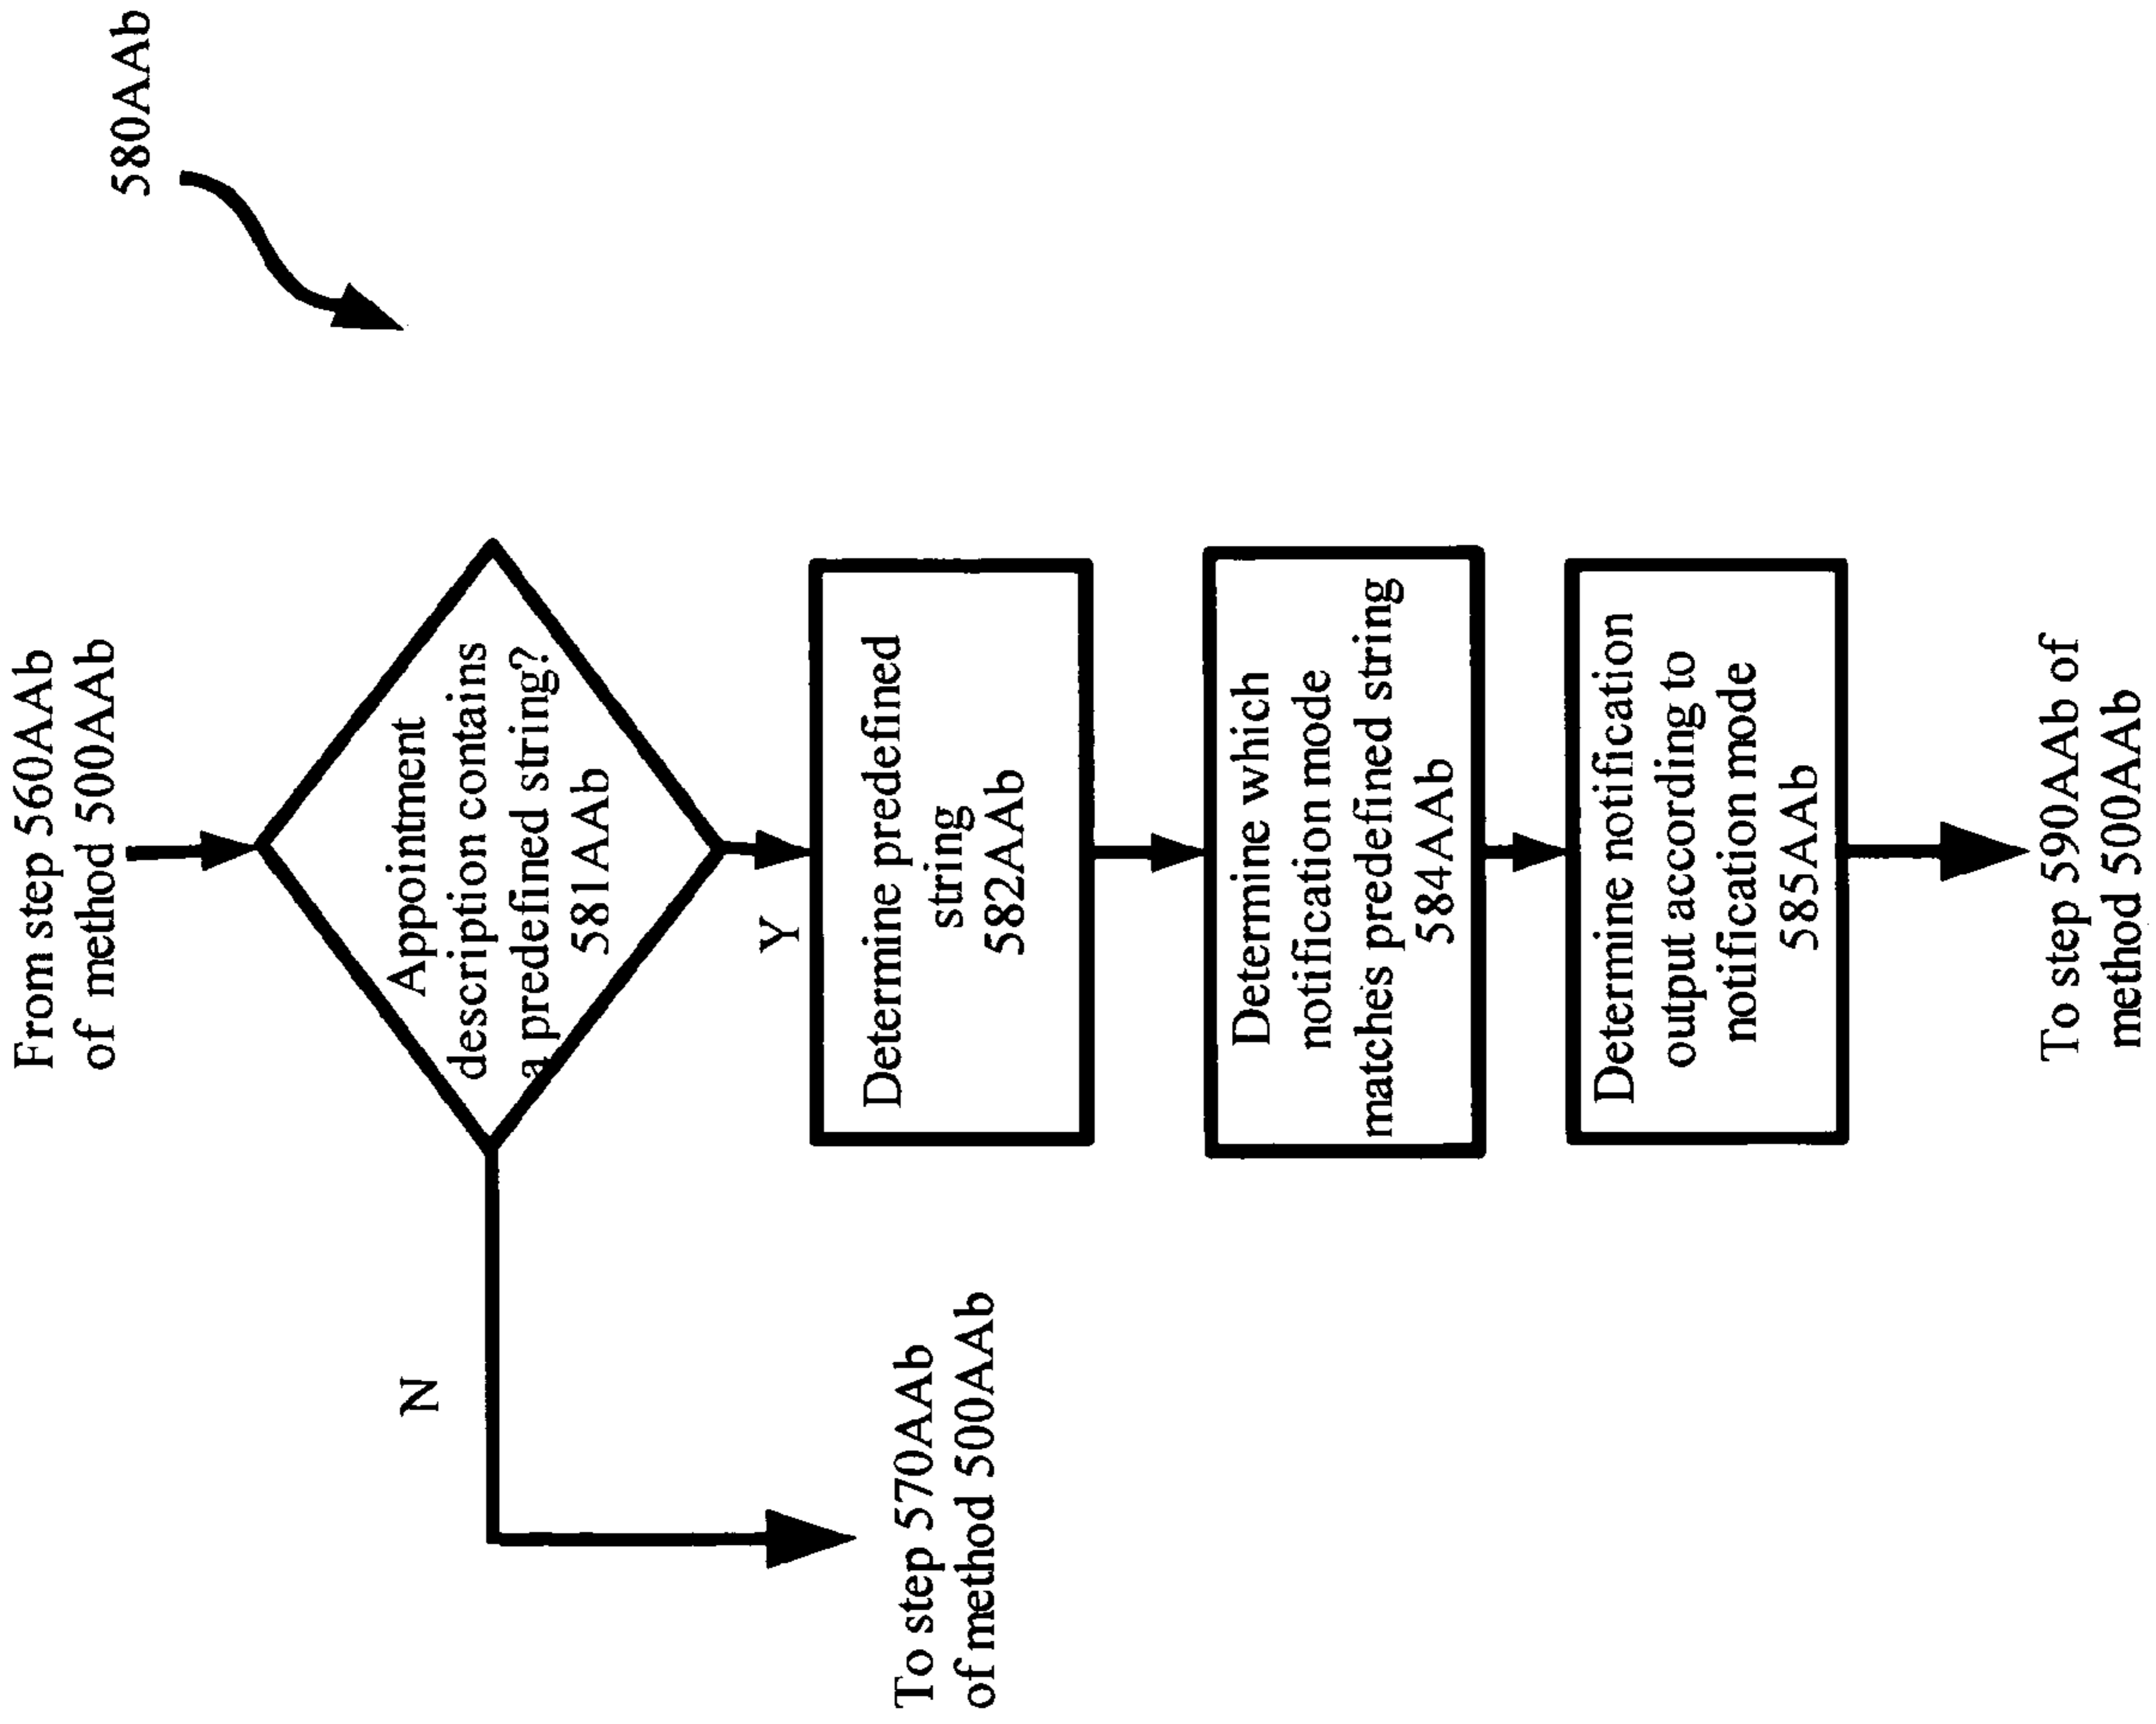 580AAb
From step 560AAb
of method 500AAb
Appointment
description contains
a predefined string?
581AAb
N
Y
To step 570AAb
of method 500AAb
Determine predefined
string
582AAb
Determine which
notification mode
matches predefined string
584AAb
Determine notification
output according to
notification mode
585AAb
To step 590AAb of
method 500AAb